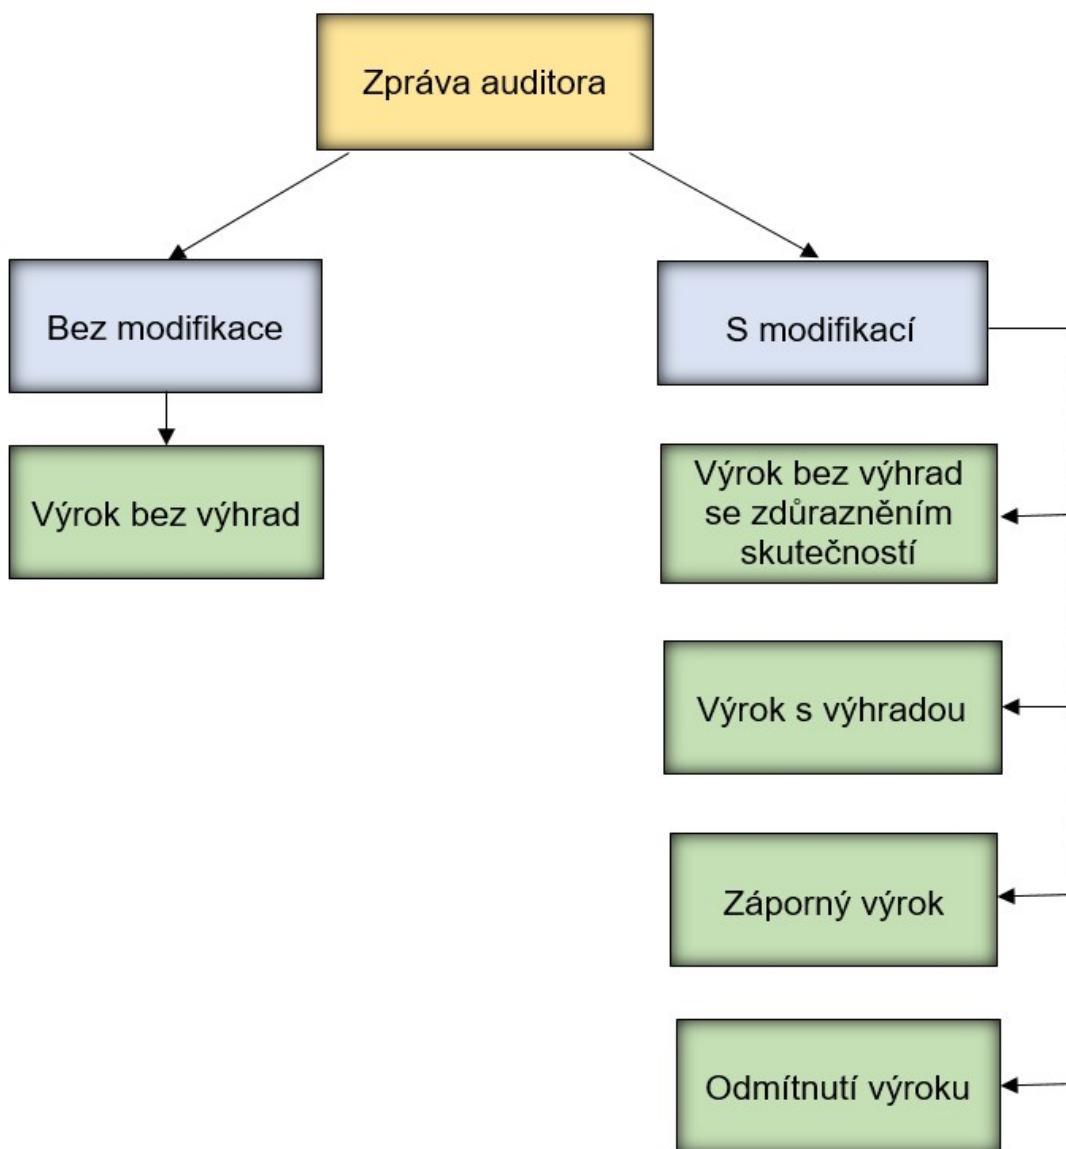 Zpráva auditora
Bez modifikace
S modifikací
Výrok bez výhrad
Výrok bez výhrad
se zdůrazněním
skutečností
Výrok s výhradou
Záporný výrok
Odmítnutí výroku